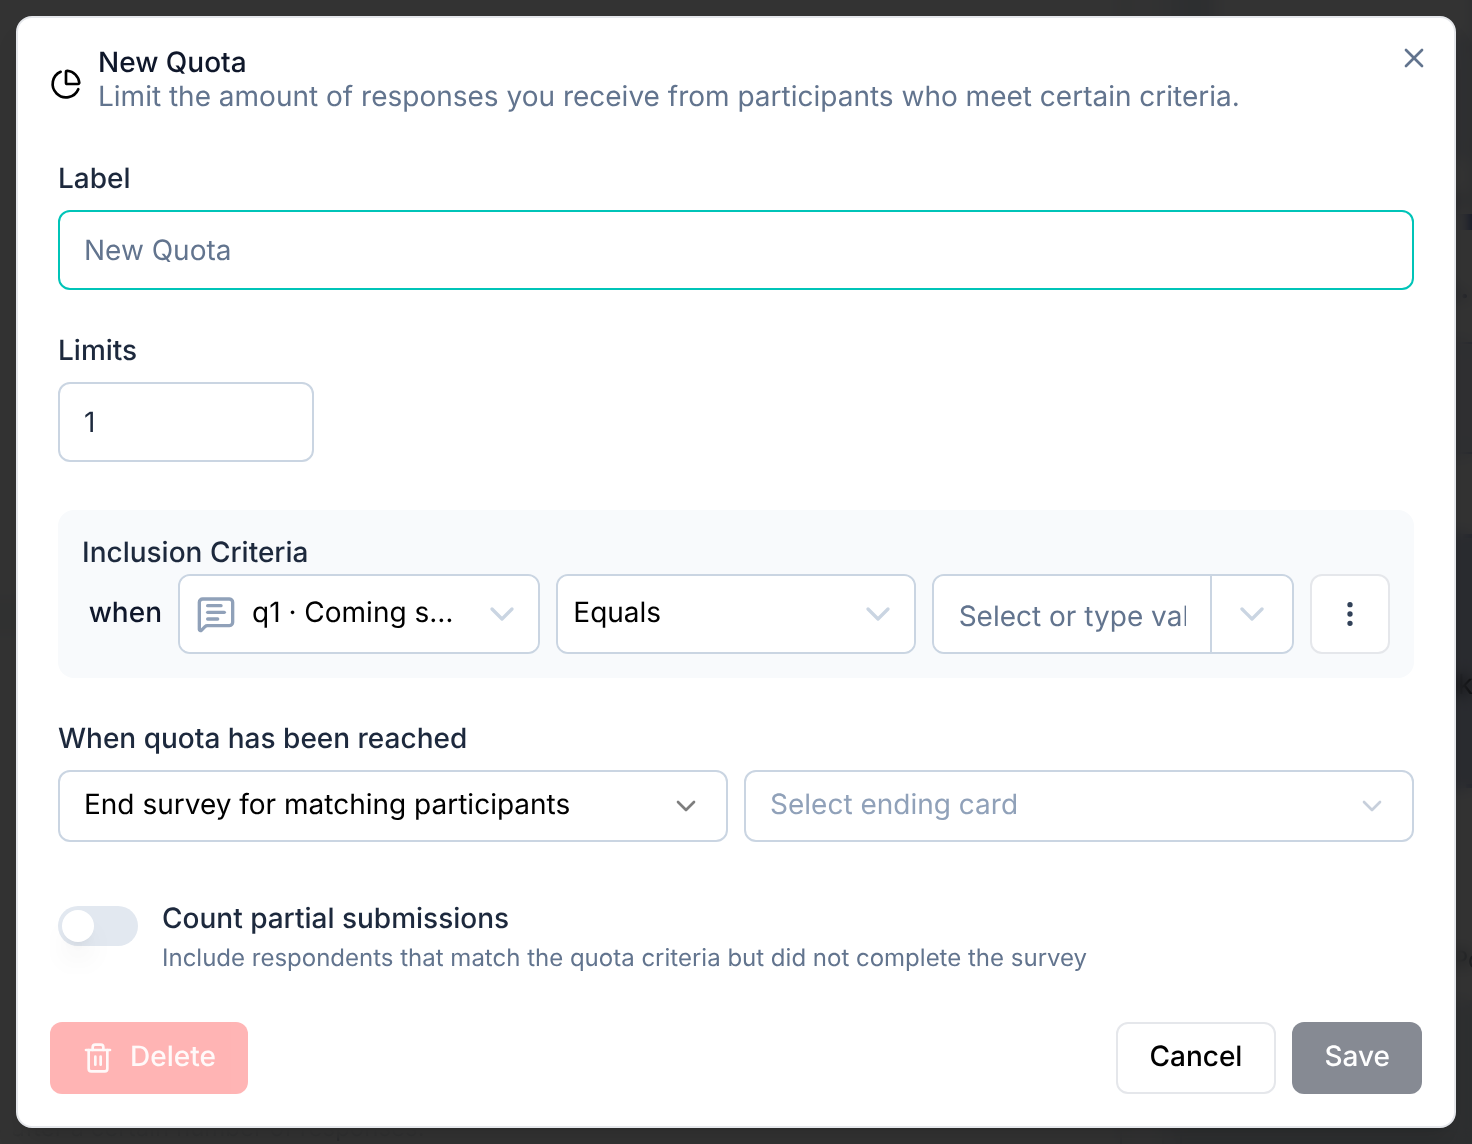 New Quota
Limit the amount of responses you receive from participants who meet certain criteria.
Label
New Quota
Limits
1
Inclusion Criteria
when q1 · Coming s... Equals Select or type val
When quota has been reached
End survey for matching participants Select ending card
Count partial submissions
Include respondents that match the quota criteria but did not complete the survey
Delete Cancel Save